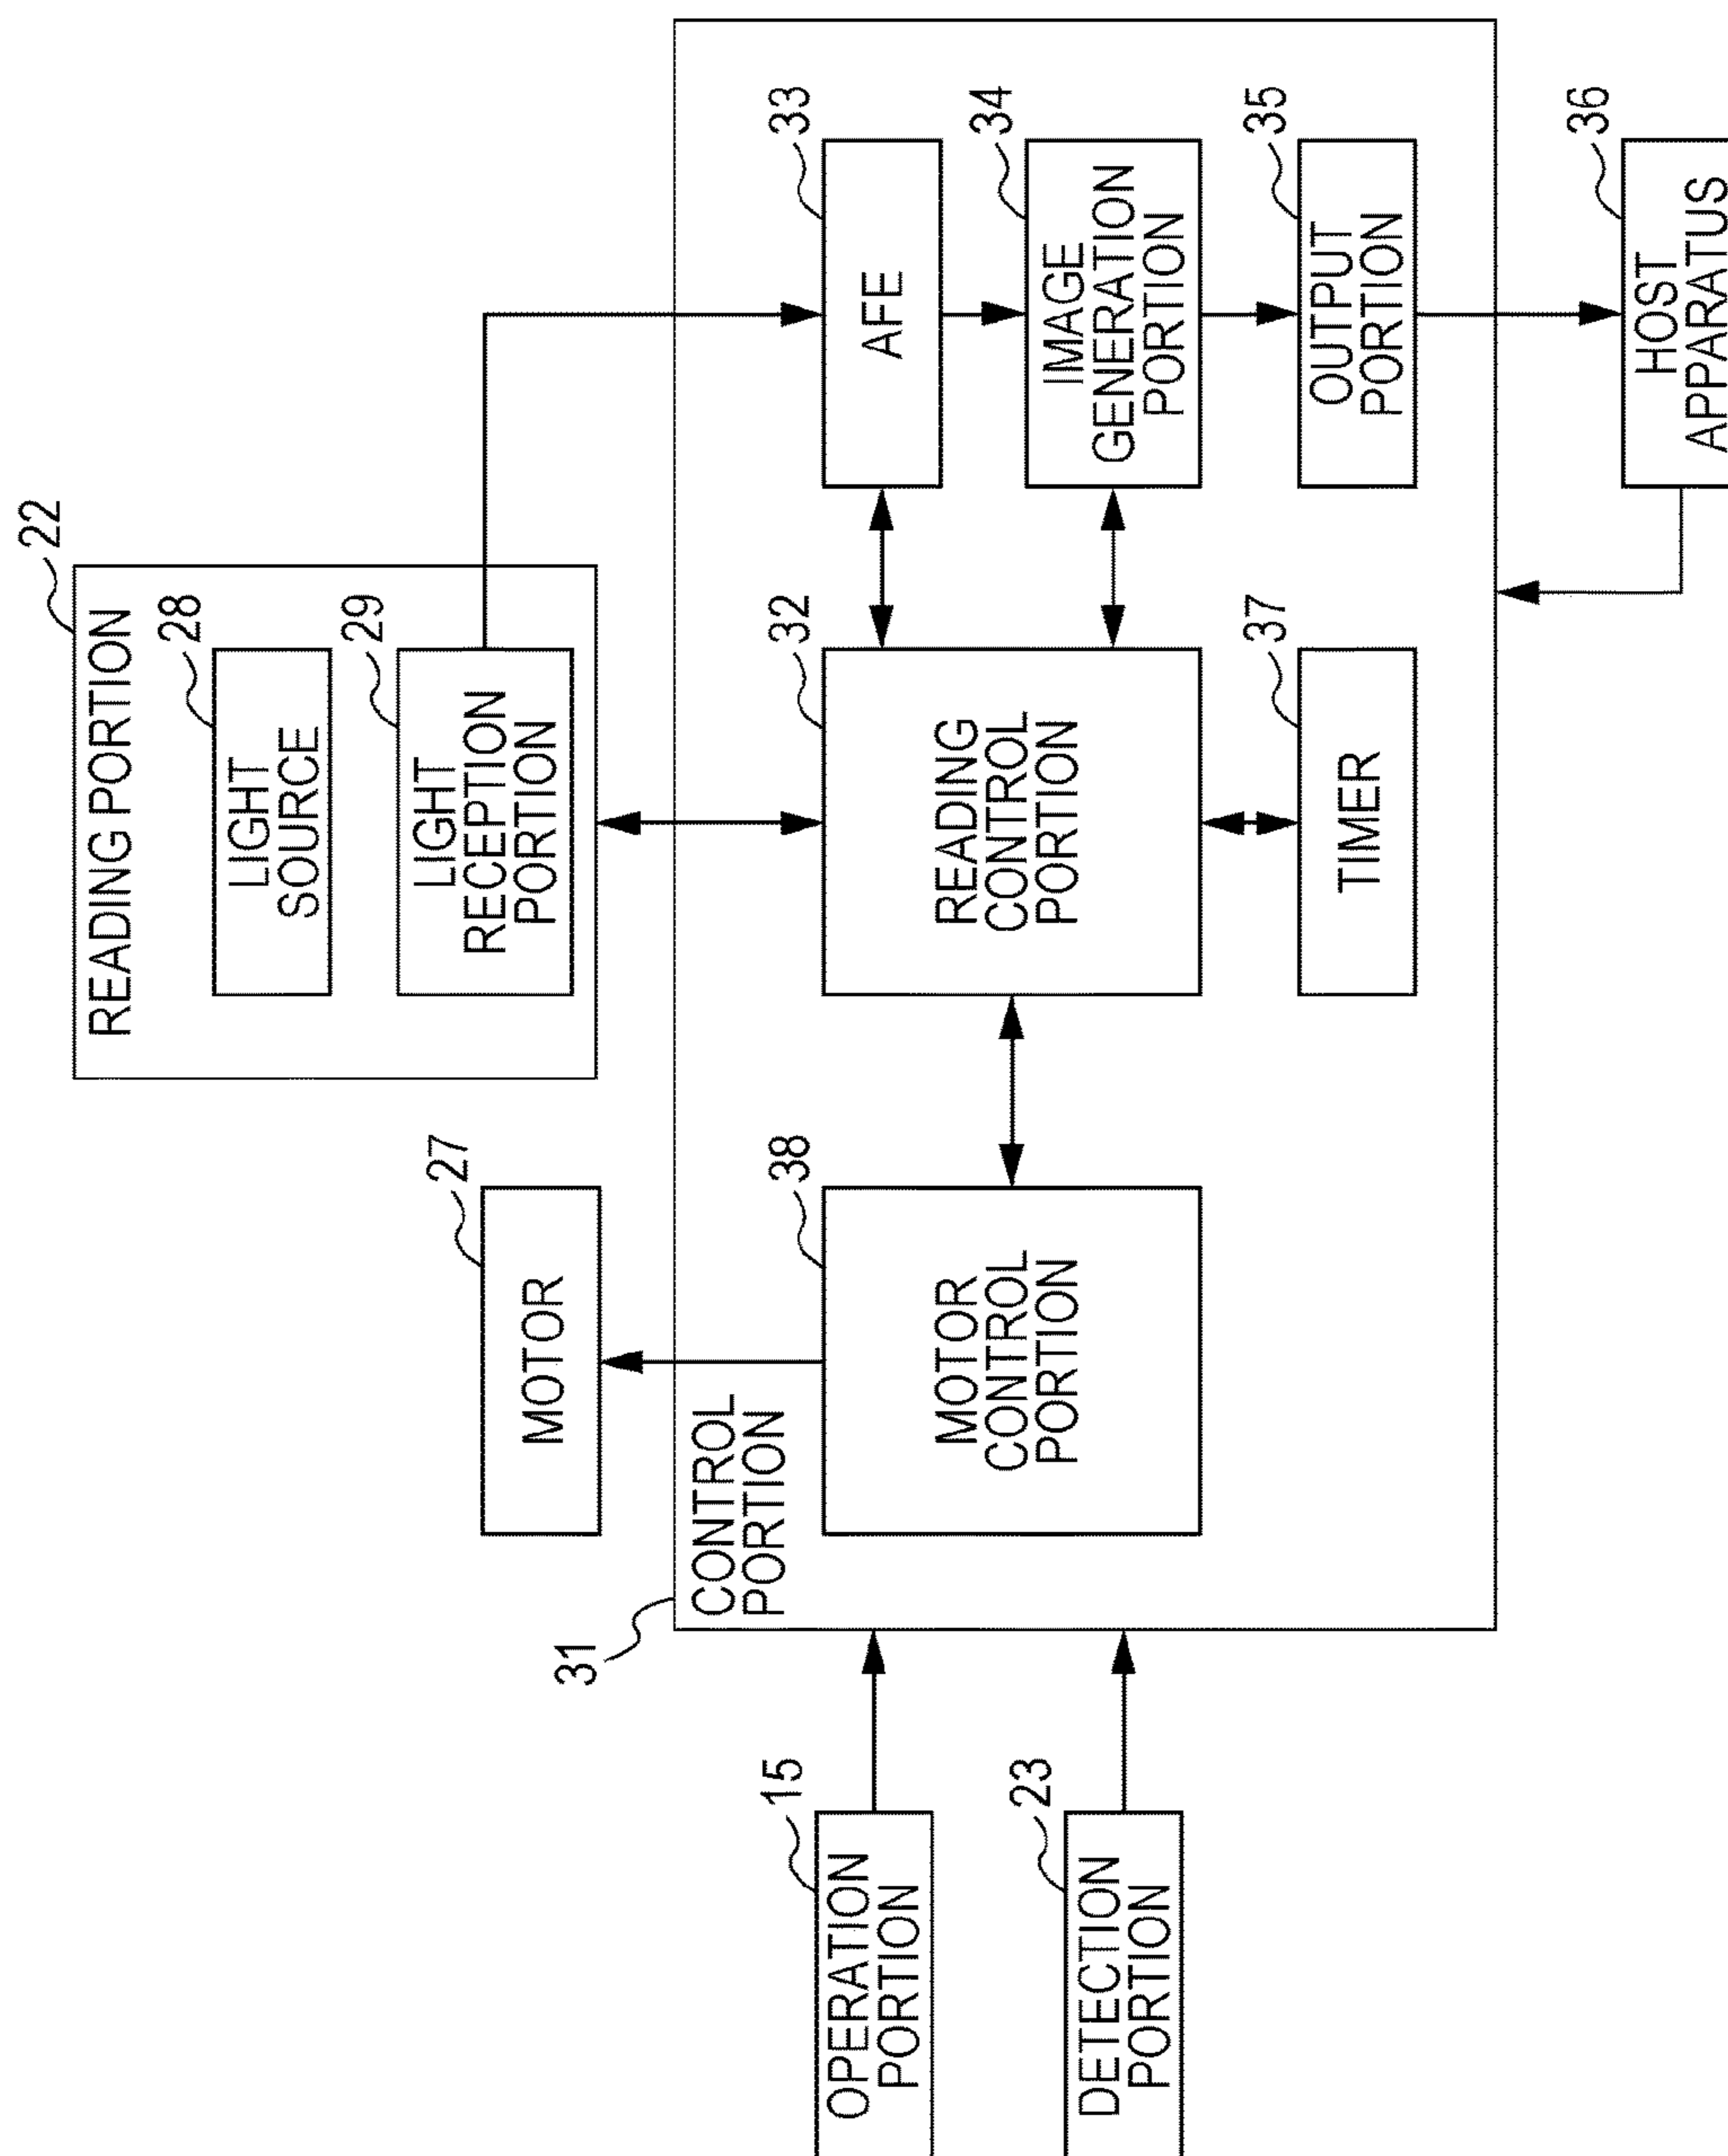 22
READING PORTION
28
LIGHT
SOURCE
29
LIGHT
RECEPTION
PORTION
27
MOTOR
31
CONTROL
PORTION
15
OPERATION
PORTION
23
DETECTION
PORTION
38
MOTOR
CONTROL
PORTION
32
READING
CONTROL
PORTION
33
AFE
34
IMAGE
GENERATION
PORTION
37
TIMER
35
OUTPUT
PORTION
36
HOST
APPARATUS